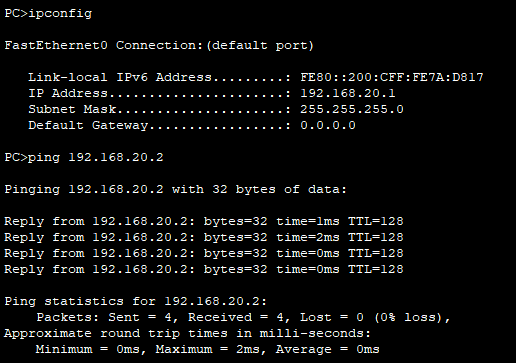 PC>ipconfig
FastEthernet0 Connection:(default port)
Link-local IPv6 Address.........: FE80::200:CFF:FE7A:D817
IP Address......................: 192.168.20.1
Subnet Mask.....................: 255.255.255.0
Default Gateway.................: 0.0.0.0
PC>ping 192.168.20.2
Pinging 192.168.20.2 with 32 bytes of data:
Reply from 192.168.20.2: bytes=32 time=1ms TTL=128
Reply from 192.168.20.2: bytes=32 time=2ms TTL=128
Reply from 192.168.20.2: bytes=32 time=0ms TTL=128
Reply from 192.168.20.2: bytes=32 time=0ms TTL=128
Ping statistics for 192.168.20.2:
Packets: Sent = 4, Received = 4, Lost = 0 (0% loss),
Approximate round trip times in milli-seconds:
Minimum = 0ms, Maximum = 2ms, Average = 0ms